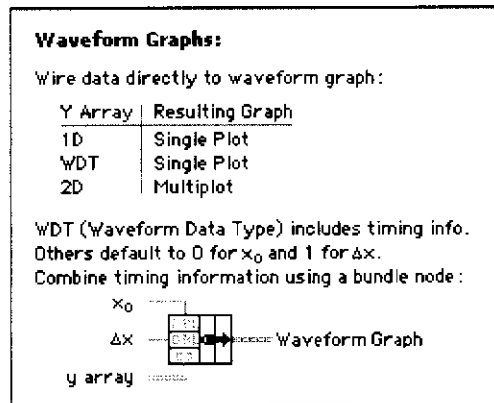 Waveform Graphs:
Wire data directly to waveform graph:
Y Array Resulting Graph
1D Single Plot
WDT Single Plot
2D Multiplot
WDT (Waveform Data Type) includes timing info.
Others default to 0 for x₀ and 1 for Δx.
Combine timing information using a bundle node:
x₀
Δx Waveform Graph
y array